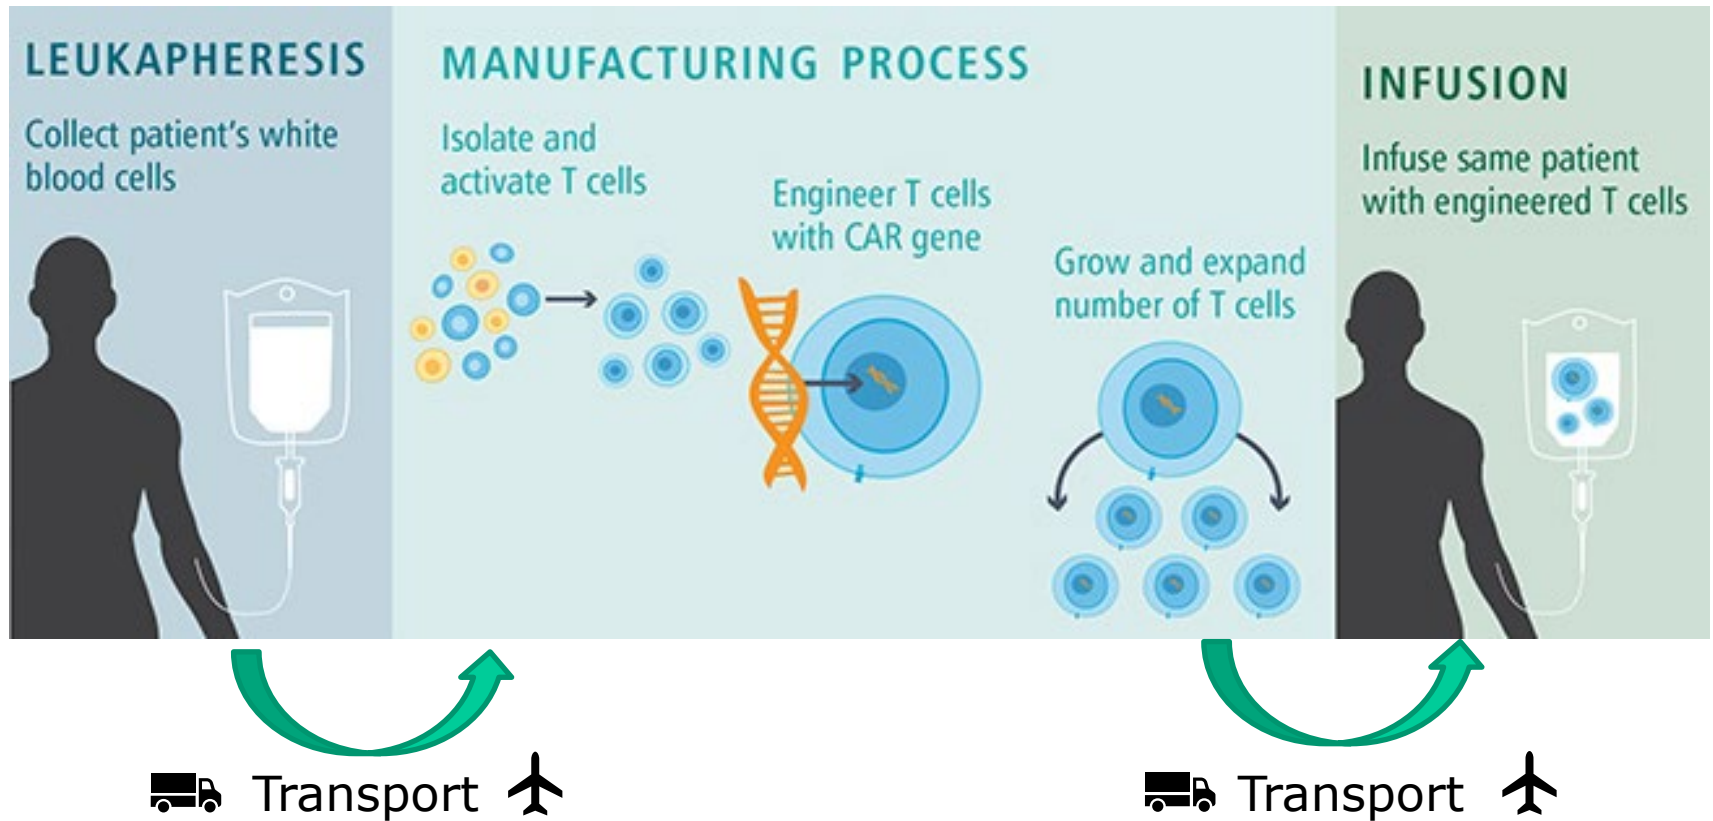 LEUKAPHERESIS
Collect patient's white
blood cells
MANUFACTURING PROCESS
Isolate and
activate T cells
Engineer T cells
with CAR gene
Grow and expand
number of T cells
INFUSION
Infuse same patient
with engineered T cells
Transport
Transport